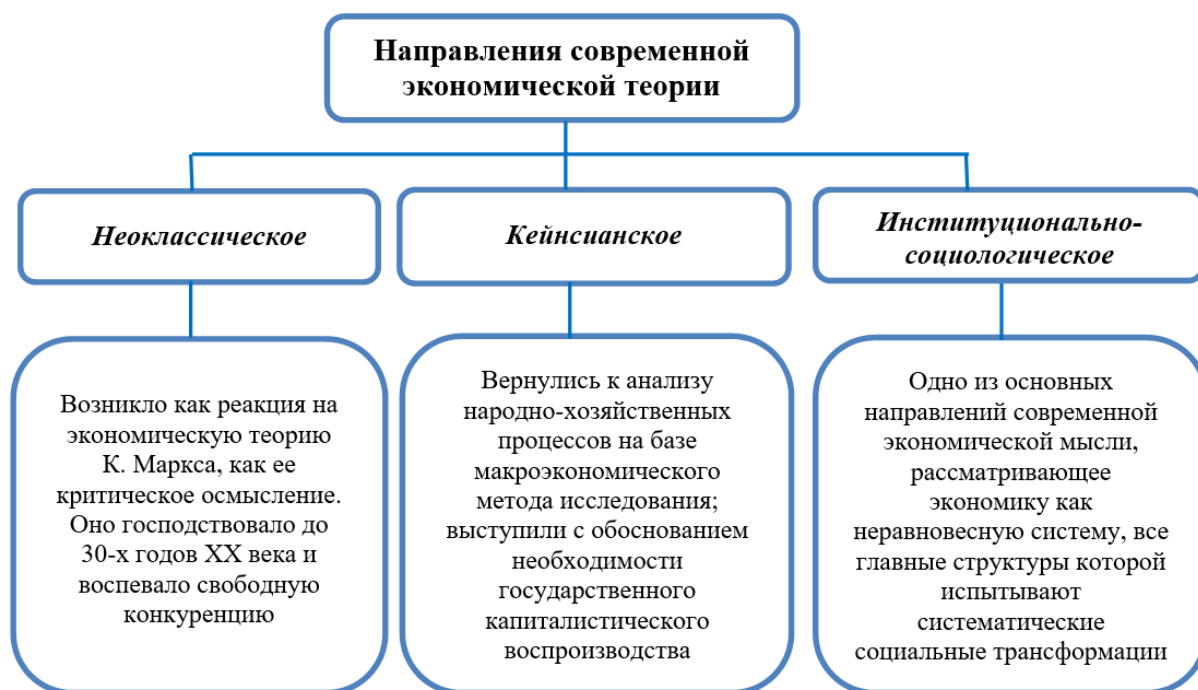 Направления современной
экономической теории
Неоклассическое
Кейнсианское
Институционально-
социологическое
Возникло как реакция на
экономическую теорию
К. Маркса, как ее
критическое осмысление.
Оно господствовало до
30-х годов XX века и
воспевало свободную
конкуренцию
Вернулись к анализу
народно-хозяйственных
процессов на базе
макроэкономического
метода исследования;
выступили с обоснованием
необходимости
государственного
капиталистического
воспроизводства
Одно из основных
направлений современной
экономической мысли,
рассматривающее
экономику как
неравновесную систему, все
главные структуры которой
испытывают
систематические
социальные трансформации